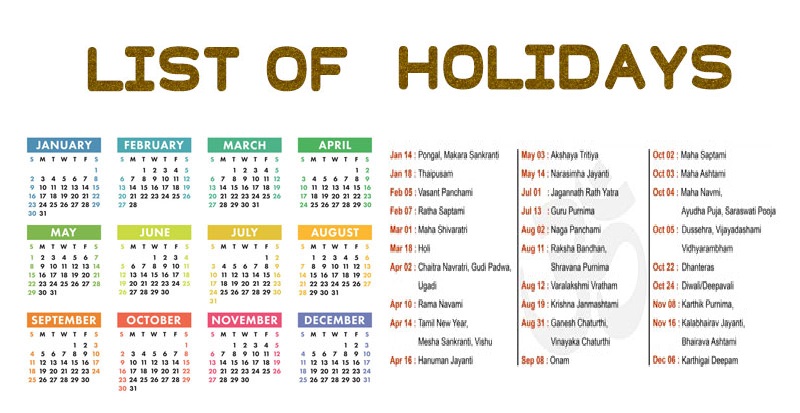 LIST OF HOLIDAYS
JANUARY
S M T W T F S
1
2 3 4 5 6 7 8
9 10 11 12 13 14 15
16 17 18 19 20 21 22
23 24 25 26 27 28 29
30 31
FEBRUARY
S M T W T F S
1 2 3 4 5
6 7 8 9 10 11 12
13 14 15 16 17 18 19
20 21 22 23 24 25 26
27 28
MARCH
S M T W T F S
1 2 3 4 5
6 7 8 9 10 11 12
13 14 15 16 17 18 19
20 21 22 23 24 25 26
27 28 29 30 31
APRIL
S M T W T F S
1 2
3 4 5 6 7 8 9
10 11 12 13 14 15 16
17 18 19 20 21 22 23
24 25 26 27 28 29 30
MAY
S M T W T F S
1 2 3 4 5 6 7
8 9 10 11 12 13 14
15 16 17 18 19 20 21
22 23 24 25 26 27 28
29 30 31
JUNE
S M T W T F S
1 2 3 4
5 6 7 8 9 10 11
12 13 14 15 16 17 18
19 20 21 22 23 24 25
26 27 28 29 30
JULY
S M T W T F S
1 2
3 4 5 6 7 8 9
10 11 12 13 14 15 16
17 18 19 20 21 22 23
24 25 26 27 28 29 30
31
AUGUST
S M T W T F S
1 2 3 4 5 6
7 8 9 10 11 12 13
14 15 16 17 18 19 20
21 22 23 24 25 26 27
28 29 30 31
SEPTEMBER
S M T W T F S
1 2 3
4 5 6 7 8 9 10
11 12 13 14 15 16 17
18 19 20 21 22 23 24
25 26 27 28 29 30
OCTOBER
S M T W T F S
1
2 3 4 5 6 7 8
9 10 11 12 13 14 15
16 17 18 19 20 21 22
23 24 25 26 27 28 29
30 31
NOVEMBER
S M T W T F S
1 2 3 4 5
6 7 8 9 10 11 12
13 14 15 16 17 18 19
20 21 22 23 24 25 26
27 28 29 30
DECEMBER
S M T W T F S
1 2 3
4 5 6 7 8 9 10
11 12 13 14 15 16 17
18 19 20 21 22 23 24
25 26 27 28 29 30 31
Jan 14 : Pongal, Makara Sankranti
Jan 18 : Thaipusam
Feb 05 : Vasant Panchami
Feb 07 : Ratha Saptami
Mar 01 : Maha Shivaratri
Mar 18 : Holi
Apr 02 : Chaitra Navratri, Gudi Padwa,
Ugadi
Apr 10 : Rama Navami
Apr 14 : Tamil New Year,
Mesha Sankranti, Vishu
Apr 16 : Hanuman Jayanti
May 03 : Akshaya Tritiya
May 14 : Narasimha Jayanti
Jul 01 : Jagannath Rath Yatra
Jul 13 : Guru Purnima
Aug 02 : Naga Panchami
Aug 11 : Raksha Bandhan,
Shravana Purnima
Aug 12 : Varalakshmi Vratham
Aug 19 : Krishna Janmashtami
Aug 31 : Ganesh Chaturthi,
Vinayaka Chaturthi
Sep 08 : Onam
Oct 02 : Maha Saptami
Oct 03 : Maha Ashtami
Oct 04 : Maha Navmi,
Ayudha Puja, Saraswati Pooja
Oct 05 : Dussehra, Vijayadashami
Vidhyarambham
Oct 22 : Dhanteras
Oct 24 : Diwali/Deepavali
Nov 08 : Karthik Purnima,
Nov 16 : Kalabhairav Jayanti,
Bhairava Ashtami
Dec 06 : Karthigai Deepam